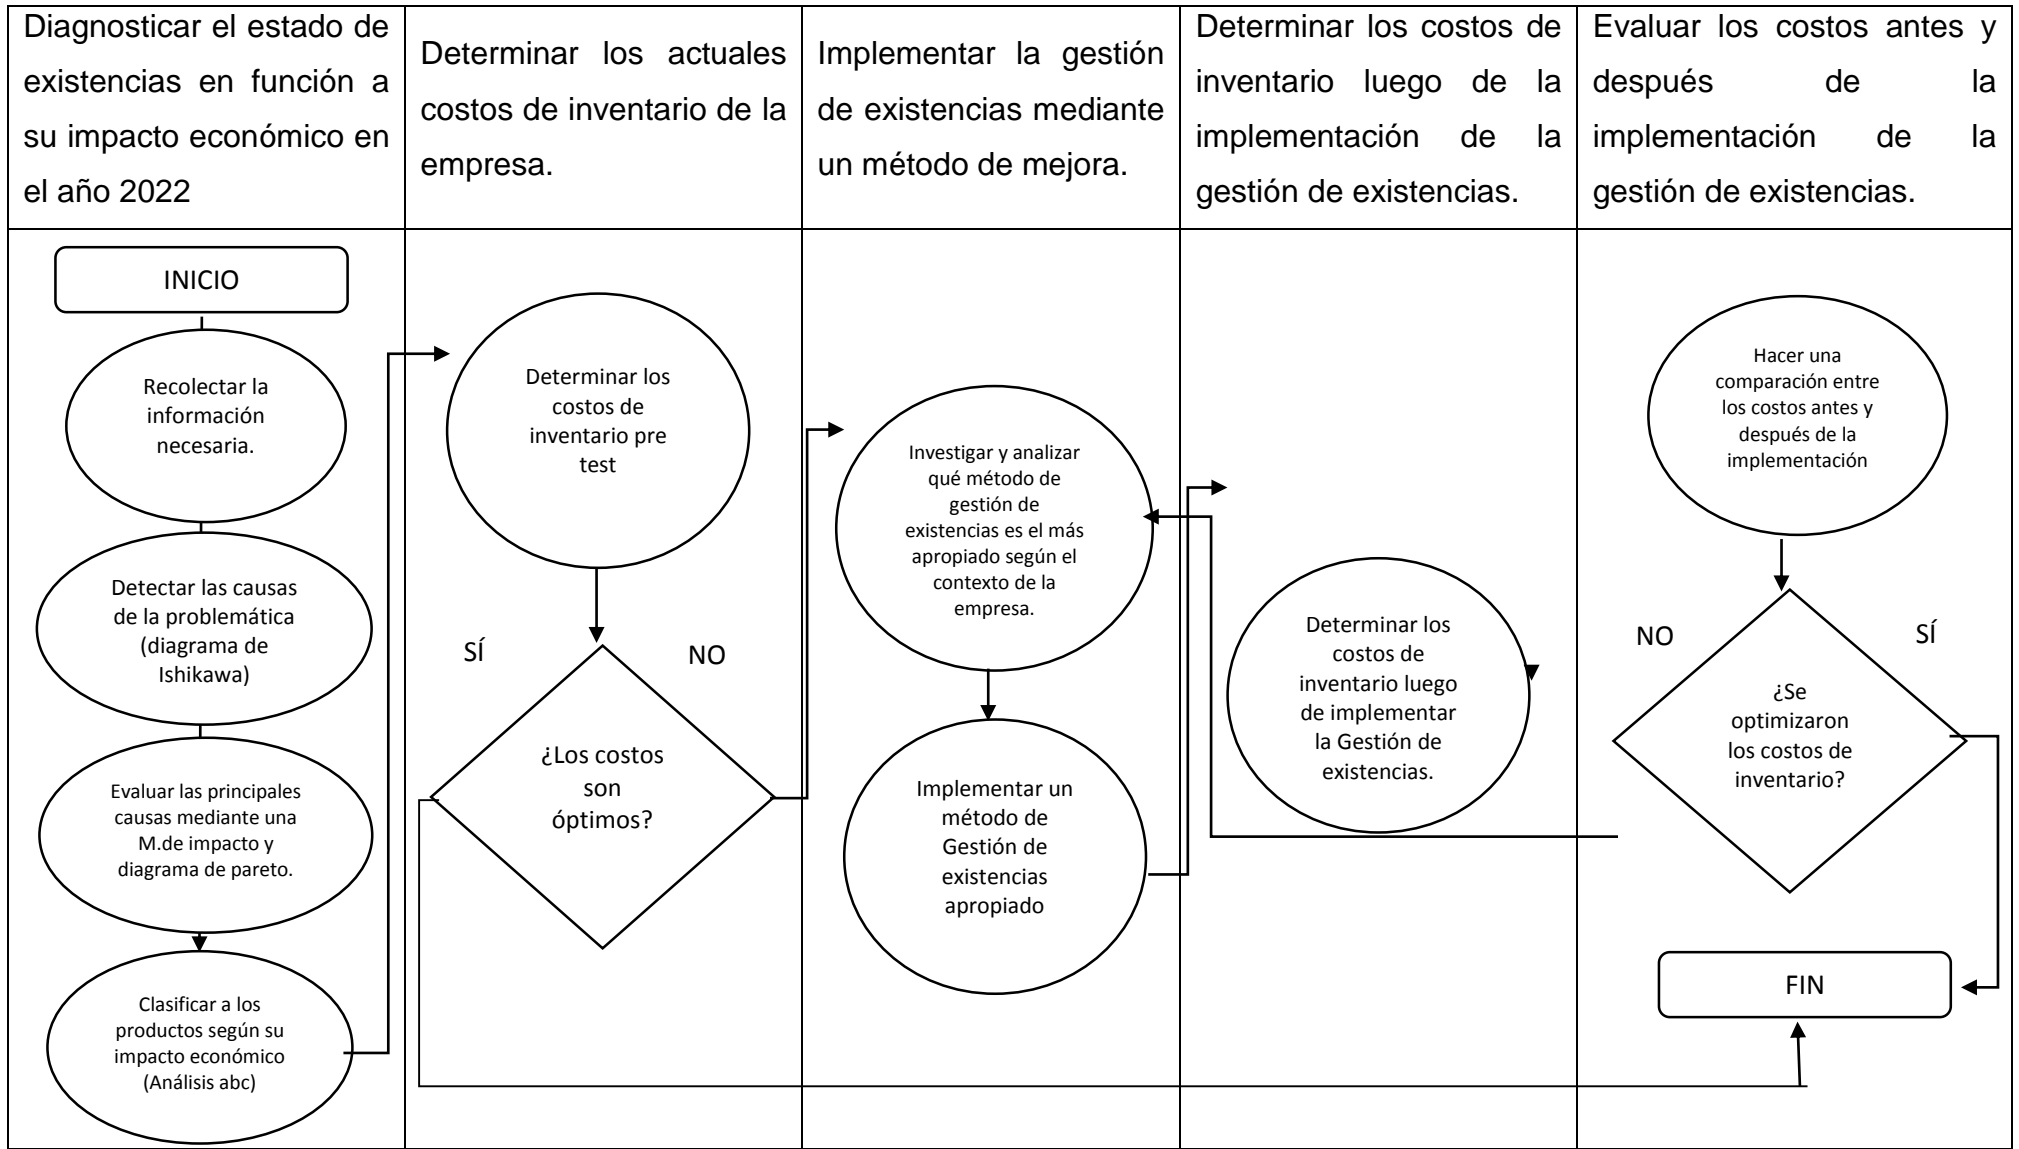 Diagnosticar el estado de
existencias en función a
su impacto económico en
el año 2022
Determinar los actuales
costos de inventario de la
empresa.
Implementar la gestión
de existencias mediante
un método de mejora.
Determinar los costos de
inventario luego de la
implementación de la
gestión de existencias.
Evaluar los costos antes y
después de la
implementación de la
gestión de existencias.
INICIO
Recolectar la
información
necesaria.
Detectar las causas
de la problemática
(diagrama de
Ishikawa)
Evaluar las principales
causas mediante una
M.de impacto y
diagrama de pareto.
Clasificar a los
productos según su
impacto económico
(Análisis abc)
Determinar los
costos de
inventario pre
test
SÍ
NO
¿Los costos
son
óptimos?
Investigar y analizar
qué método de
gestión de
existencias es el más
apropiado según el
contexto de la
empresa.
Implementar un
método de
Gestión de
existencias
apropiado
Determinar los
costos de
inventario luego
de implementar
la Gestión de
existencias.
Hacer una
comparación entre
los costos antes y
después de la
implementación
NO
SÍ
¿Se
optimizaron
los costos de
inventario?
FIN